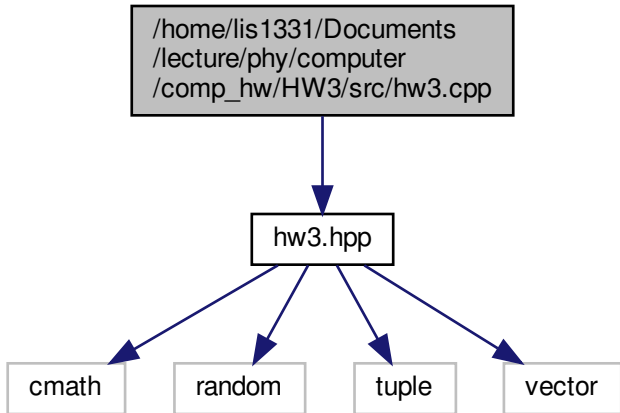 /home/lis1331/Documents
/lecture/phy/computer
/comp_hw/HW3/src/hw3.cpp
hw3.hpp
cmath
random
tuple
vector